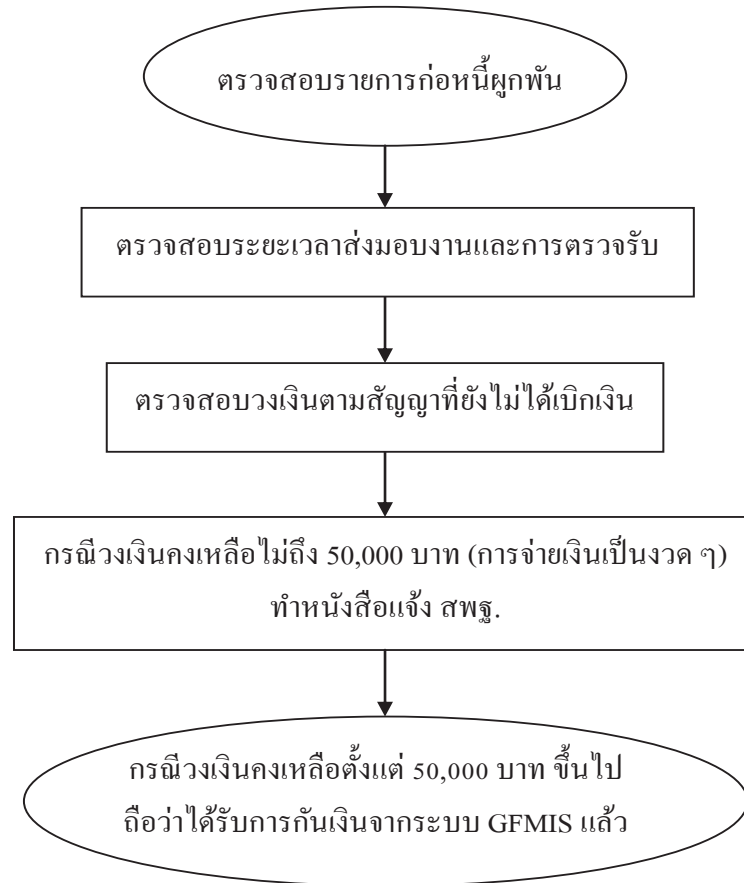 ตรวจสอบรายการก่อหนี้ผูกพัน
ตรวจสอบระยะเวลาส่งมอบงานและการตรวจรับ
ตรวจสอบวงเงินตามสัญญาที่ยังไม่ได้เบิกเงิน
กรณีวงเงินคงเหลือไม่ถึง 50,000 บาท (การจ่ายเงินเป็นงวด ๆ)
ทำหนังสือแจ้ง สพฐ.
กรณีวงเงินคงเหลือตั้งแต่ 50,000 บาท ขึ้นไป
ถือว่าได้รับการกันเงินจากระบบ GFMIS แล้ว